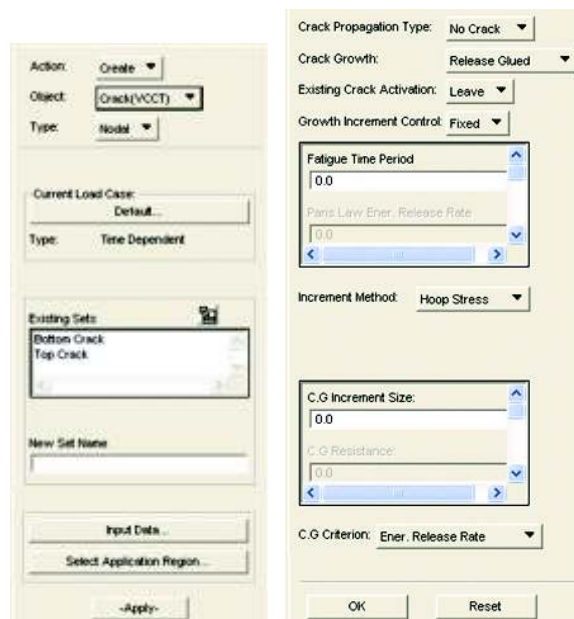 Action: Create
Object: Crack(VCCT)
Type: Nodal
Current Load Case:
Default...
Type: Time Dependent
Existing Sets
Bottom Crack
Top Crack
New Set Name
Input Data...
Select Application Region...
-Apply-
Crack Propagation Type: No Crack
Crack Growth: Release Glued
Existing Crack Activation: Leave
Growth Increment Control: Fixed
Fatigue Time Period
0.0
Paris Law Ener. Release Rate
0.0
Increment Method: Hoop Stress
C.G Increment Size:
0.0
C.G Resistance:
0.0
C.G Criterion: Ener. Release Rate
OK Reset